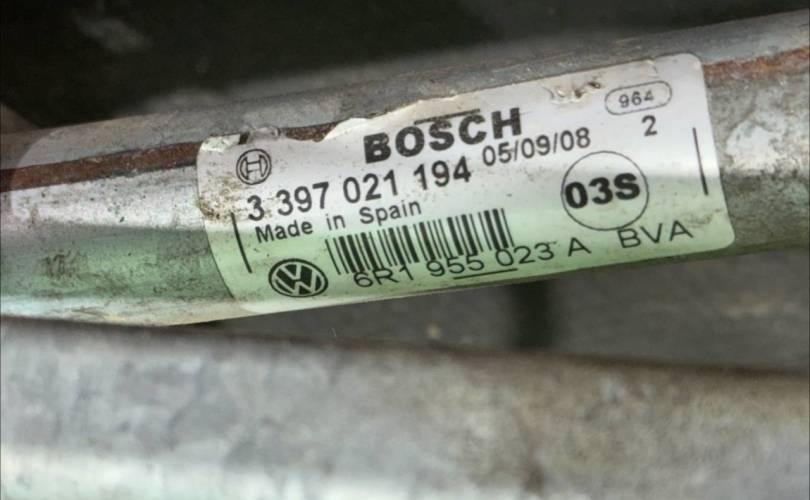 964
BOSCH
2
3 397 021 194 05/09/08
Made in Spain
03S
6R1 955 023 A BVA